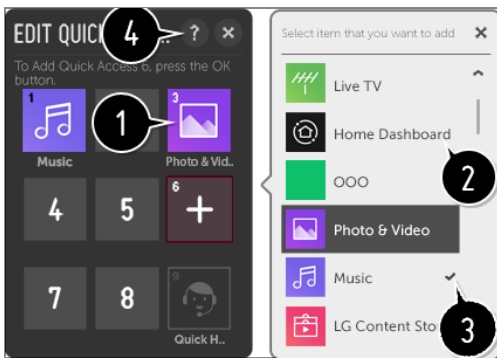 EDIT QUIC
4
..
?
×
To Add Quick Access 6, press the OK
button.
1
3
1
Music
Photo & Vid..
4
5
6
+
7
8
9
Quick H..
Select item that you want to add
×
Live TV
Home Dashboard
2
OOO
Photo & Video
Music
LG Content Sto
3